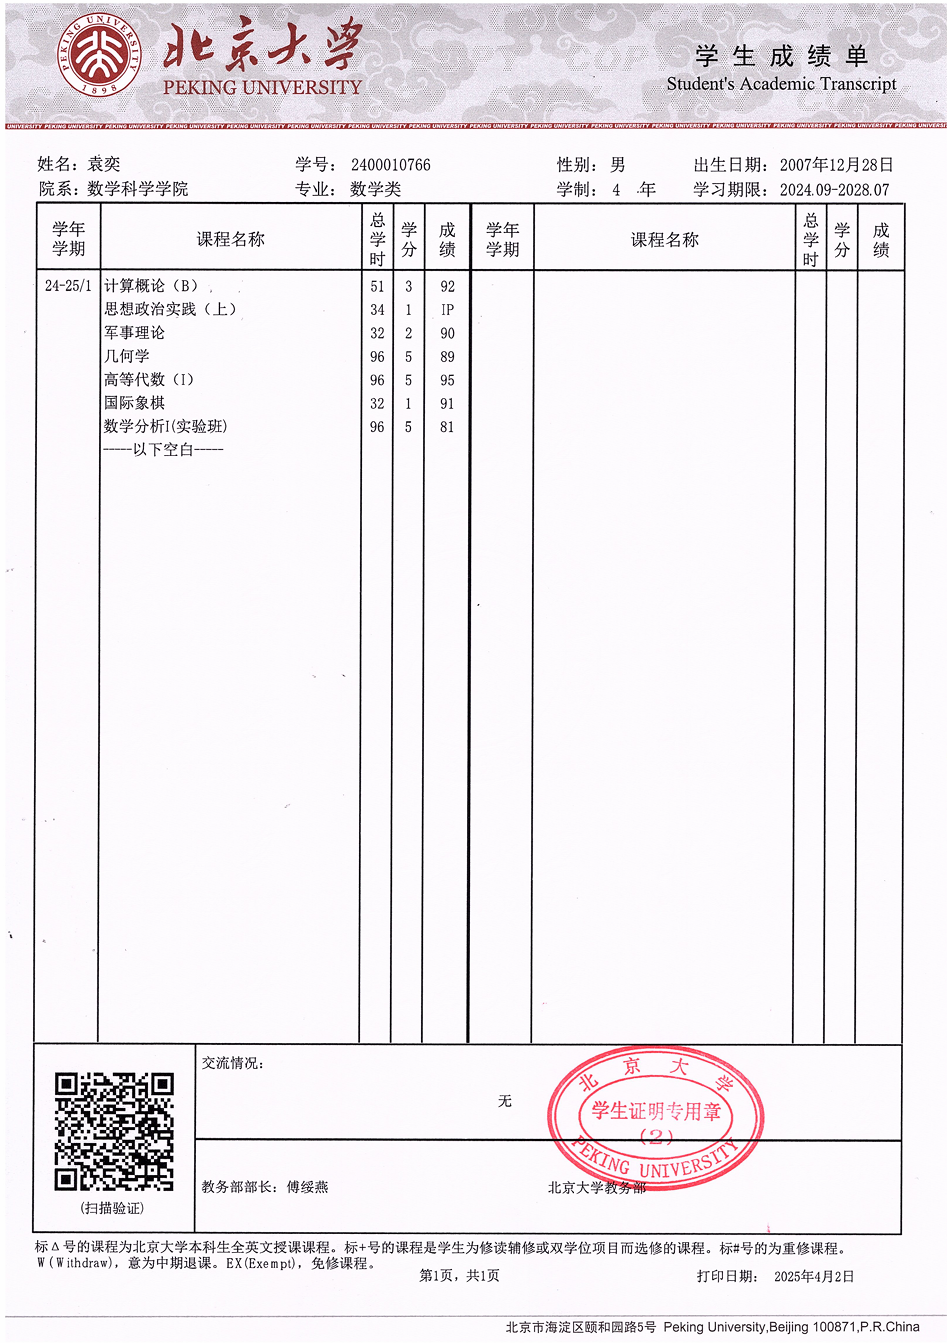 北京大学
PEKING UNIVERSITY
PEKING UNIVERSITY
1898
学生成绩单
Student's Academic Transcript
姓名：袁奕 学号：2400010766 性别：男 出生日期：2007年12月28日
院系：数学科学学院 专业：数学类 学制：4 年 学习期限：2024.09-2028.07
学年学期 课程名称 总学时 学分 成绩 学年学期 课程名称 总学时 学分 成绩
24-25/1 计算概论（B） 51 3 92
思想政治实践（上） 34 1 IP
军事理论 32 2 90
几何学 96 5 89
高等代数（I） 96 5 95
国际象棋 32 1 91
数学分析I(实验班) 96 5 81
-----以下空白-----
交流情况：
无
北京大学
学生证明专用章
(2)
PEKING UNIVERSITY
(扫描验证)
教务部部长：傅绥燕 北京大学教务部
标Δ号的课程为北京大学本科生全英文授课课程。标+号的课程是学生为修读辅修或双学位项目而选修的课程。标#号的为重修课程。
W(Withdraw)，意为中期退课。EX(Exempt)，免修课程。
第1页，共1页 打印日期： 2025年4月2日
北京市海淀区颐和园路5号 Peking University,Beijing 100871,P.R.China